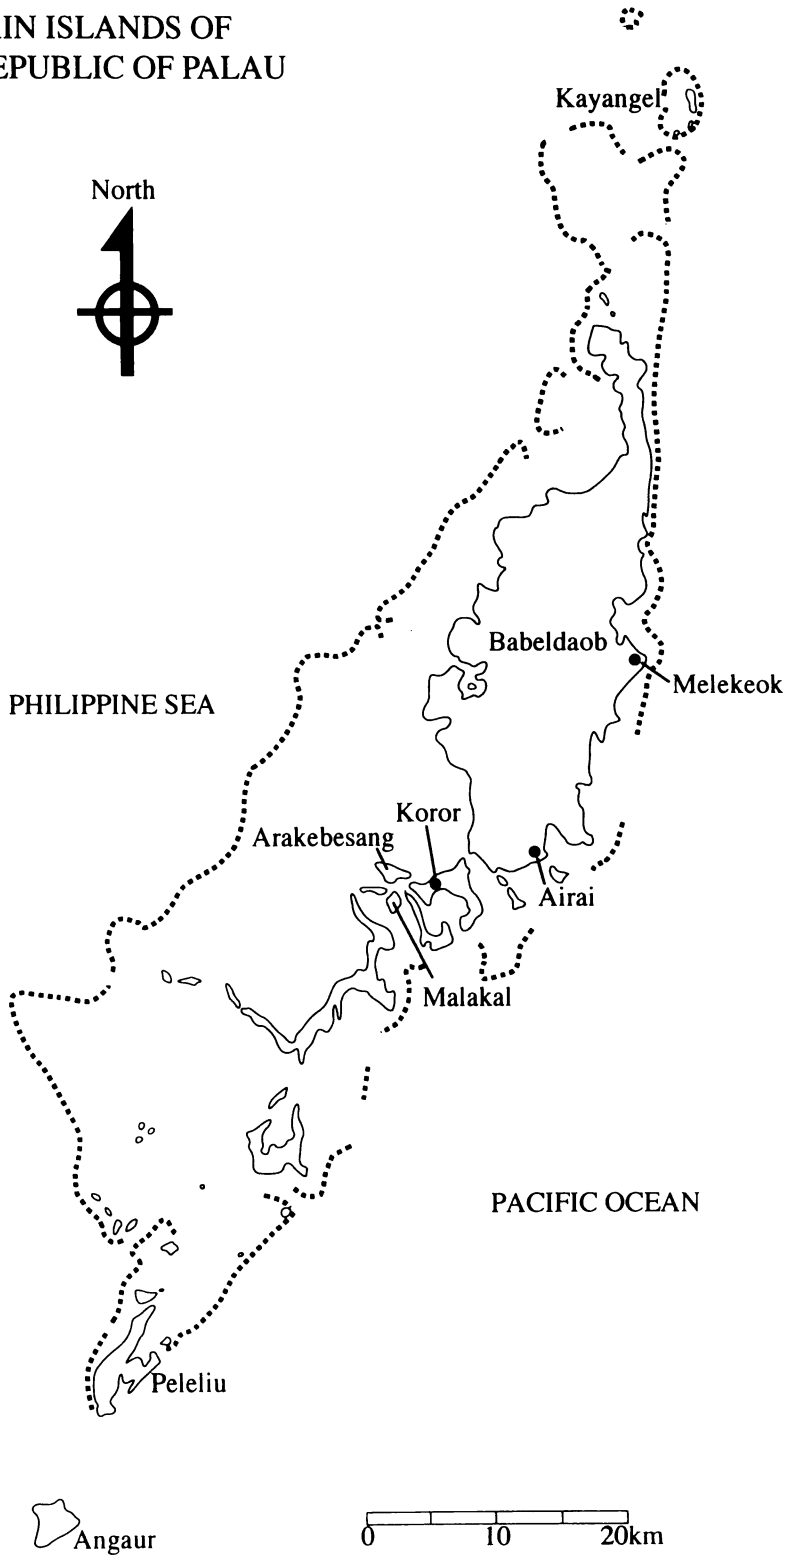 IN ISLANDS OF
EPUBLIC OF PALAU
Kayangel
North
Babeldaob
Melekeok
PHILIPPINE SEA
Koror
Arakebesang
Airai
Malakal
PACIFIC OCEAN
Peleliu
Angaur
0 10 20km